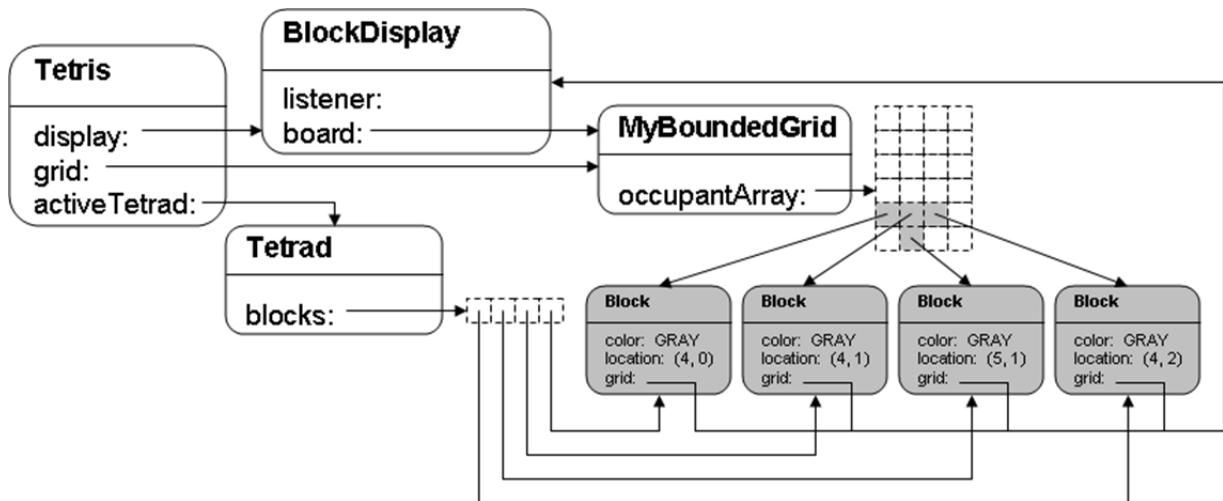 Tetris
display:
grid:
activeTetrad:
BlockDisplay
listener:
board:
MyBoundedGrid
occupantArray:
Tetrad
blocks:
Block
color: GRAY
location: (4, 0)
grid:
Block
color: GRAY
location: (4, 1)
grid:
Block
color: GRAY
location: (5, 1)
grid:
Block
color: GRAY
location: (4, 2)
grid: